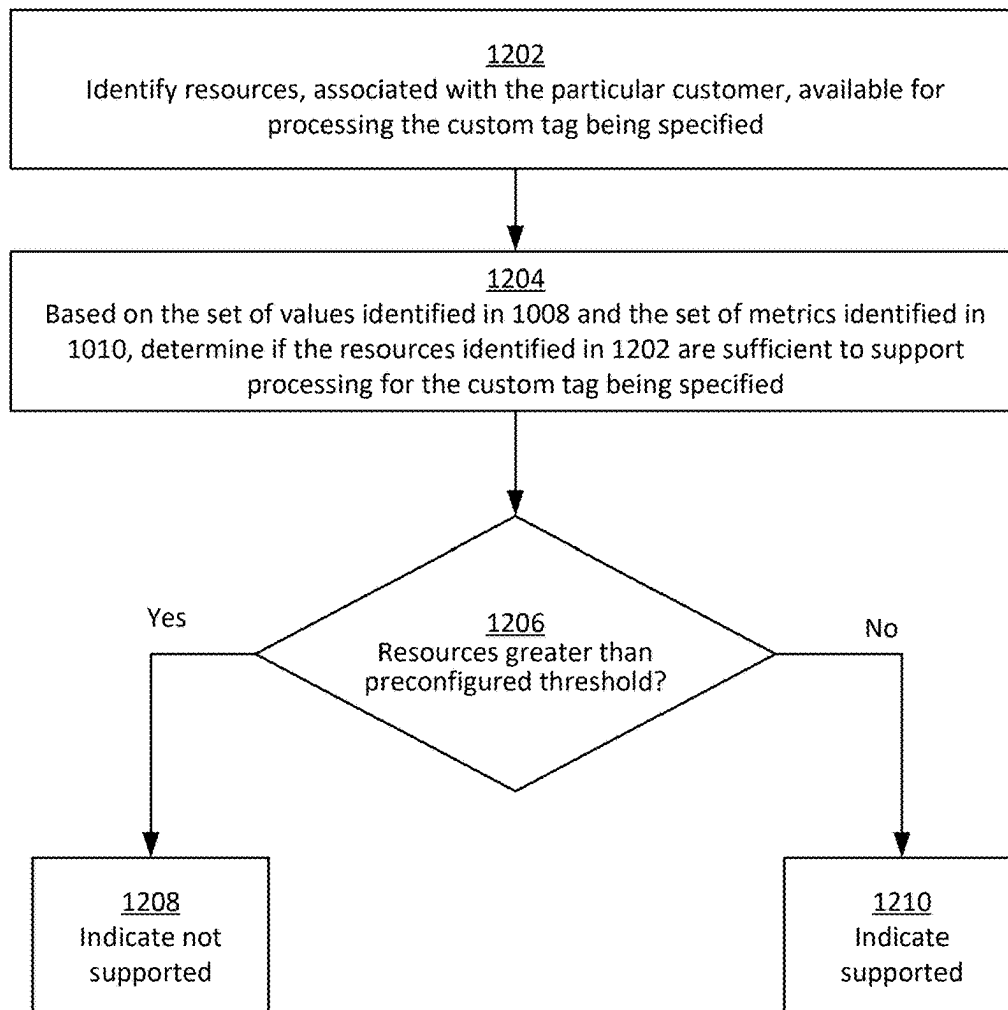 1202
Identify resources, associated with the particular customer, available for
processing the custom tag being specified
1204
Based on the set of values identified in 1008 and the set of metrics identified in
1010, determine if the resources identified in 1202 are sufficient to support
processing for the custom tag being specified
Yes
1206
Resources greater than
preconfigured threshold?
No
1208
Indicate not
supported
1210
Indicate
supported